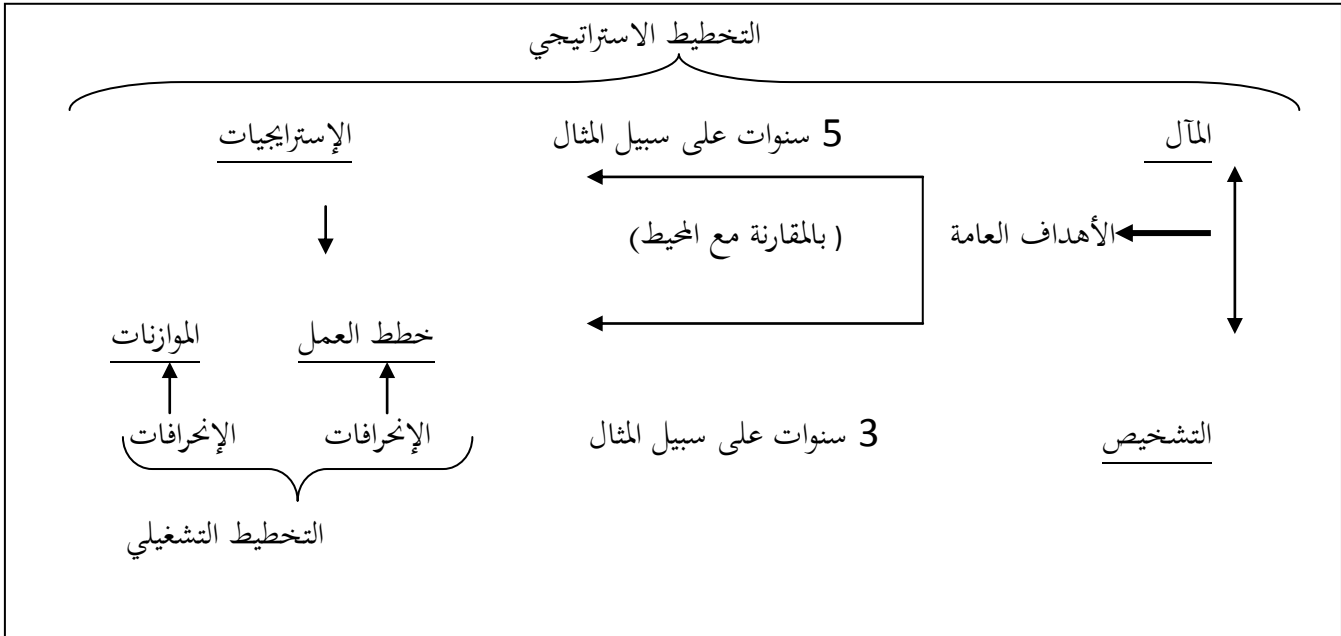 التخطيط الاستراتيجي
المآل
5 سنوات على سبيل المثال
الإسترايجيات
الأهداف العامة
(بالمقارنة مع المحيط)
خطط العمل
الموازنات
التشخيص
3 سنوات على سبيل المثال
الإنحرافات
الإنحرافات
التخطيط التشغيلي